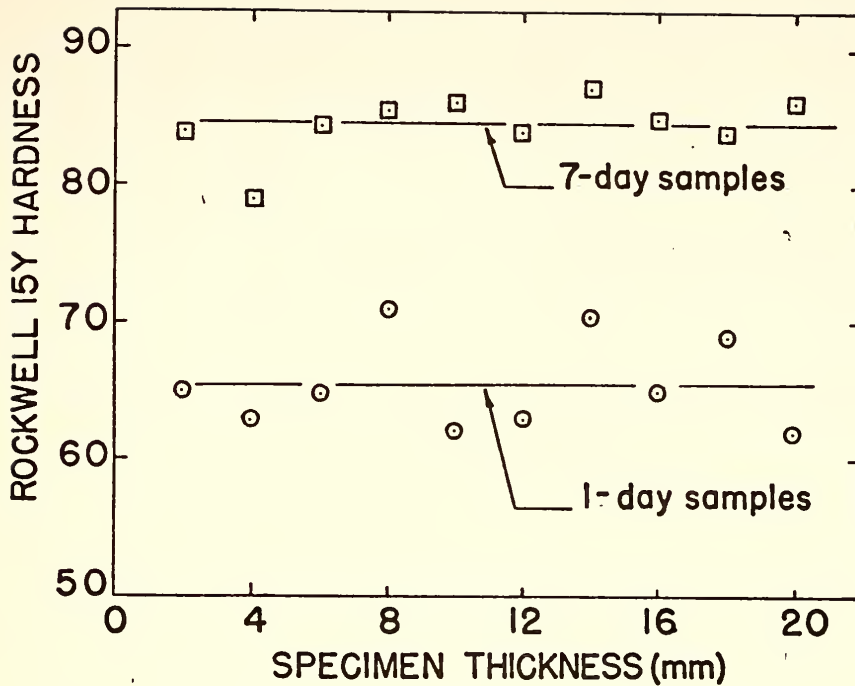 ROCKWELL 15Y HARDNESS
90
80
70
60
50
7-day samples
1-day samples
0 4 8 12 16 20
SPECIMEN THICKNESS (mm)